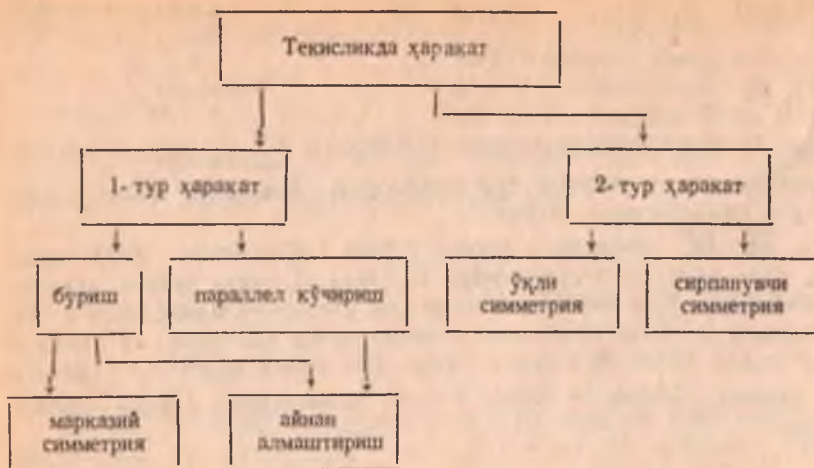 Текисликда ҳаракат
1- тур ҳаракат
2- тур ҳаракат
буриш
параллел кўчириш
ўқли
симметрия
сирпанувчи
симметрия
марказий
симметрия
айнан
алмаштириш